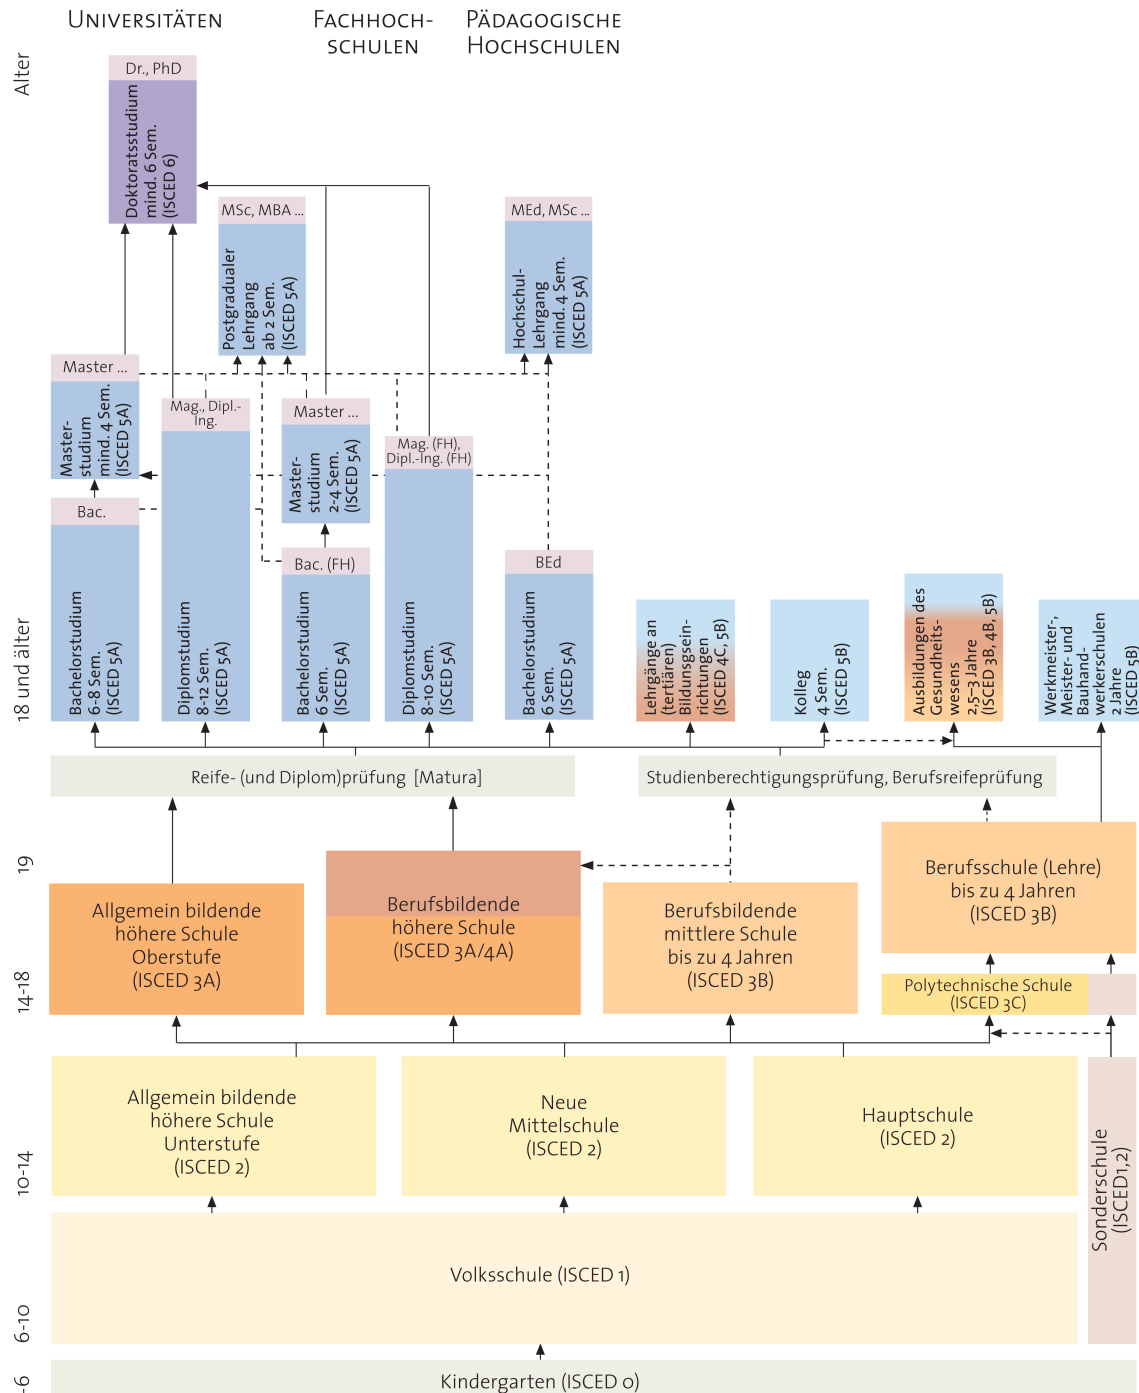 UNIVERSITÄTEN
FACHHOCH-
SCHULEN
PÄDAGOGISCHE
HOCHSCHULEN
Alter
Dr., PhD
Doktoratsstudium
mind. 6 Sem.
(ISCED 6)
MSc, MBA ...
Postgradualer
Lehrgang
ab 2 Sem.
(ISCED 5A)
MEd, MSc ...
Hochschul-
Lehrgang
mind. 4 Sem.
(ISCED 5A)
Master ...
Master-
studium
mind. 4 Sem.
(ISCED 5A)
Mag., Dipl.-
Ing.
Diplomstudium
8-12 Sem.
(ISCED 5A)
Master ...
Master-
studium
2-4 Sem.
(ISCED 5A)
Mag. (FH),
Dipl.-Ing. (FH)
Diplomstudium
8-10 Sem.
(ISCED 5A)
Bac.
Bachelorstudium
6-8 Sem.
(ISCED 5A)
Bac. (FH)
Bachelorstudium
6 Sem.
(ISCED 5A)
BEd
Bachelorstudium
6 Sem.
(ISCED 5A)
18 und älter
Lehrgänge an
(tertiären)
Bildungsgsein-
richtungen
(ISCED 4C, 5B)
Kolleg
4 Sem.
(ISCED 5B)
Ausbildungen des
Gesundheits-
wesens
2,5–3 Jahre
(ISCED 3B, 4B, 5B)
Werkmeister-,
Meister- und
Bauhand-
werkerschulen
2 Jahre
(ISCED 5B)
Reife- (und Diplom)prüfung [Matura]
Studienberechtigungsprüfung, Berufsreifeprüfung
19
Allgemein bildende
höhere Schule
Oberstufe
(ISCED 3A)
Berufsbildende
höhere Schule
(ISCED 3A/4A)
Berufsbildende
mittlere Schule
bis zu 4 Jahren
(ISCED 3B)
Berufsschule (Lehre)
bis zu 4 Jahren
(ISCED 3B)
14-18
Polytechnische Schule
(ISCED 3C)
10-14
Allgemein bildende
höhere Schule
Unterstufe
(ISCED 2)
Neue
Mittelschule
(ISCED 2)
Hauptschule
(ISCED 2)
Sonderschule
(ISCED1,2)
6-10
Volksschule (ISCED 1)
-6
Kindergarten (ISCED 0)